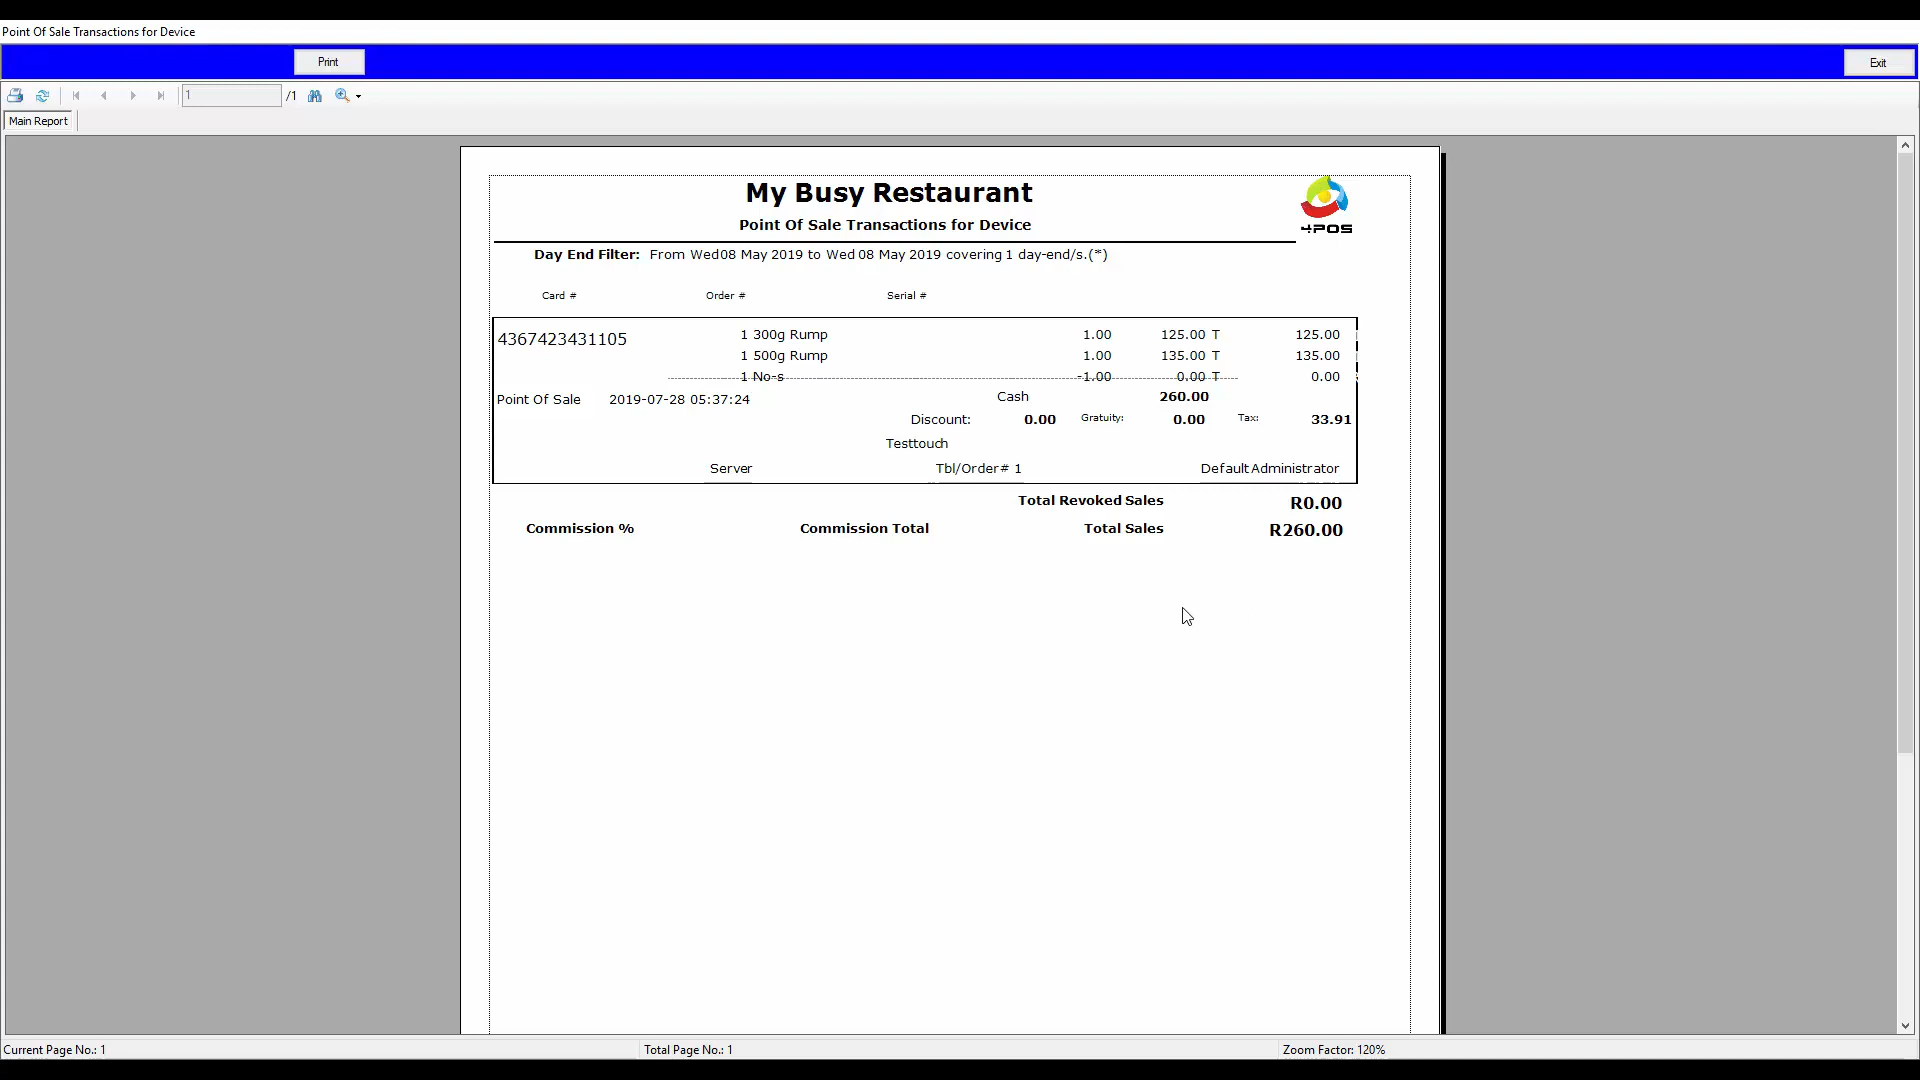 Point Of Sale Transactions for Device
Print
Exit
1 /1
Main Report
My Busy Restaurant
4POS
Point Of Sale Transactions for Device
Day End Filter: From Wed 08 May 2019 to Wed 08 May 2019 covering 1 day-end/s.(*)
Card # Order # Serial #
4367423431105 1 300g Rump 1.00 125.00 T 125.00
1 500g Rump 1.00 135.00 T 135.00
1 No-s -1.00 0.00 T 0.00
Point Of Sale 2019-07-28 05:37:24 Cash 260.00
Discount: 0.00 Gratuity: 0.00 Tax: 33.91
Testtouch
Server Tbl/Order# 1 Default Administrator
Total Revoked Sales R0.00
Commission % Commission Total Total Sales R260.00
Current Page No.: 1 Total Page No.: 1 Zoom Factor: 120%